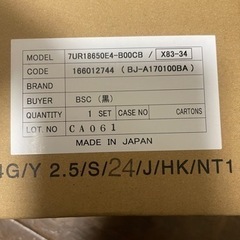 MODEL 7UR18650E4-B00CB / X83-34
CODE 166012744 (BJ-A170100BA)
BRAND
BUYER BSC (黒)
QUANTITY 1 SET CASE NO. CARTONS
LOT NO CA061
MADE IN JAPAN
4G/Y 2.5/S/24/J/HK/NT1